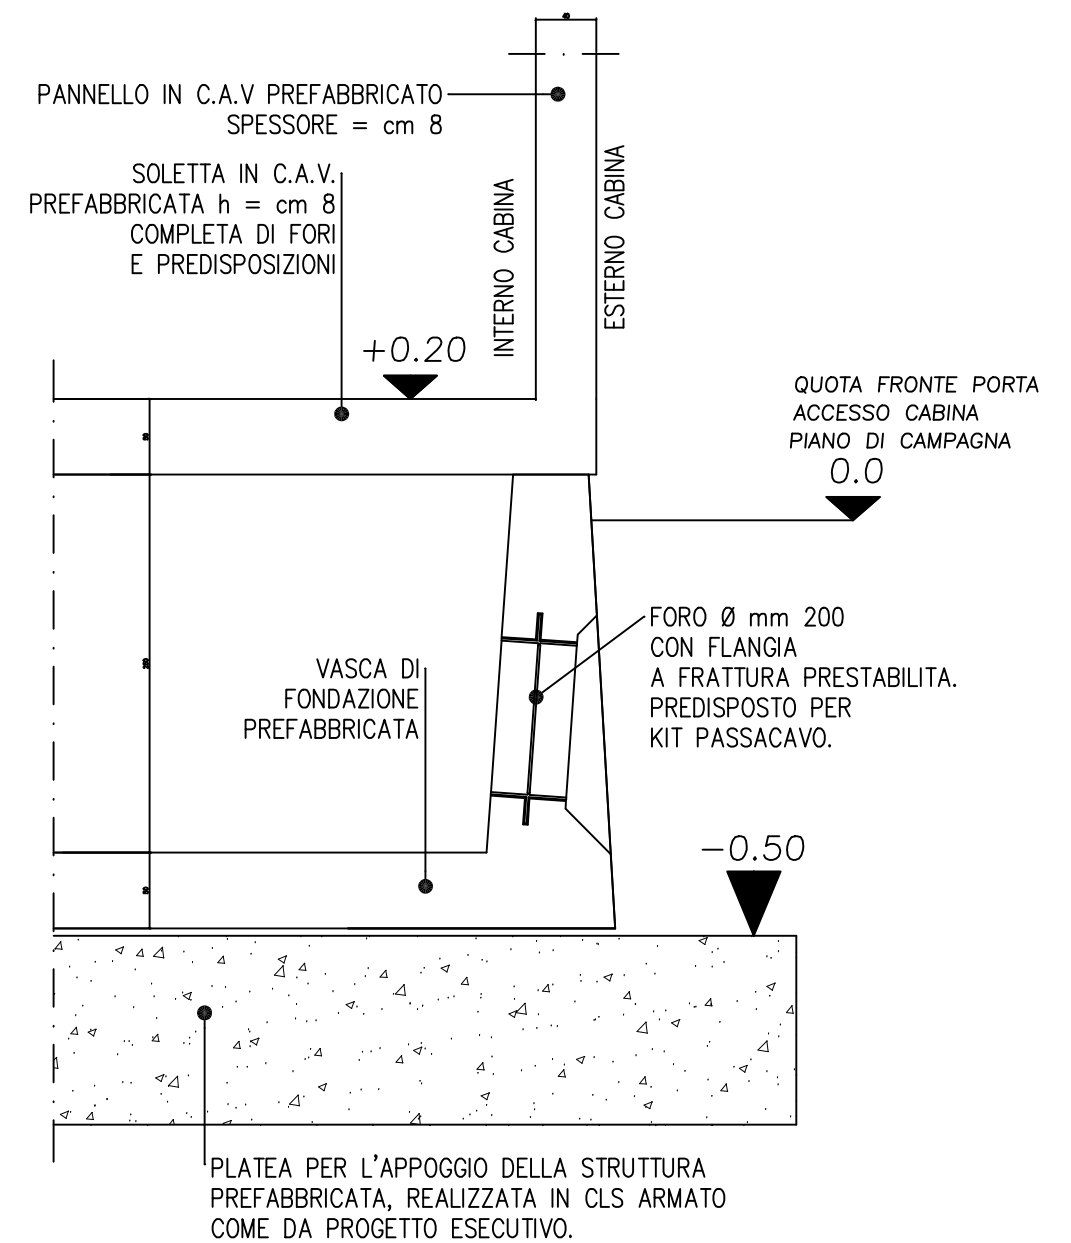 40
PANNELLO IN C.A.V PREFABBRICATO
SPESSORE = cm 8
SOLETTA IN C.A.V.
PREFABBRICATA h = cm 8
COMPLETA DI FORI
E PREDISPOSIZIONI
INTERNO CABINA
ESTERNO CABINA
+0.20
QUOTA FRONTE PORTA
ACCESSO CABINA
PIANO DI CAMPAGNA
0.0
FORO Ø mm 200
CON FLANGIA
A FRATTURA PRESTABILITA.
PREDISPOSTO PER
KIT PASSACAVO.
VASCA DI
FONDAZIONE
PREFABBRICATA
-0.50
PLATEA PER L'APPOGGIO DELLA STRUTTURA
PREFABBRICATA, REALIZZATA IN CLS ARMATO
COME DA PROGETTO ESECUTIVO.